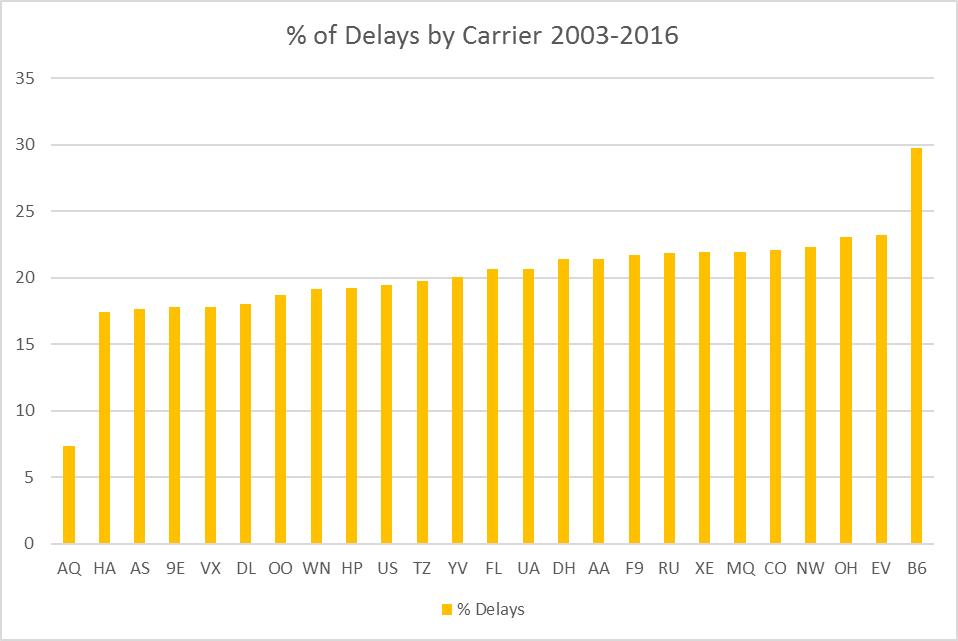 % of Delays by Carrier 2003-2016
35
30
25
20
15
10
5
0
AQ HA AS 9E VX DL OO WN HP US TZ YV FL UA DH AA F9 RU XE MQ CO NW OH EV B6
% Delays